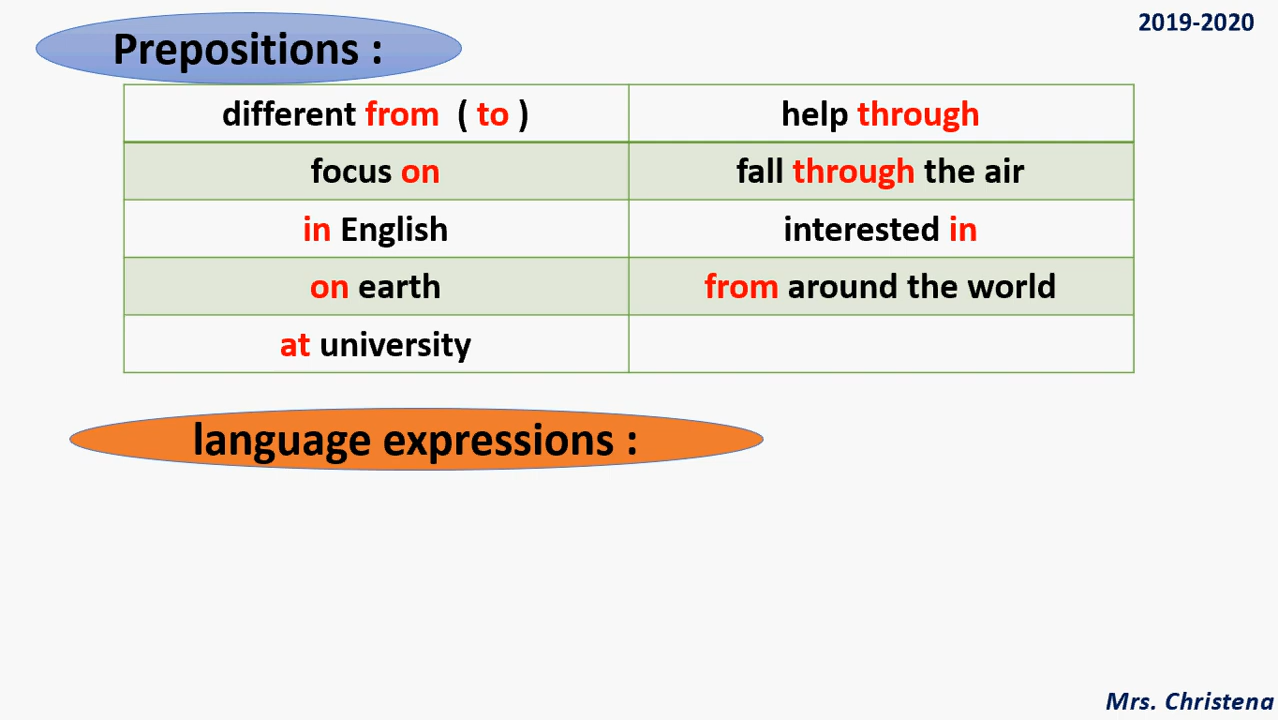 2019-2020
Prepositions :
different from ( to ) help through
focus on fall through the air
in English interested in
on earth from around the world
at university
language expressions :
Mrs. Christena